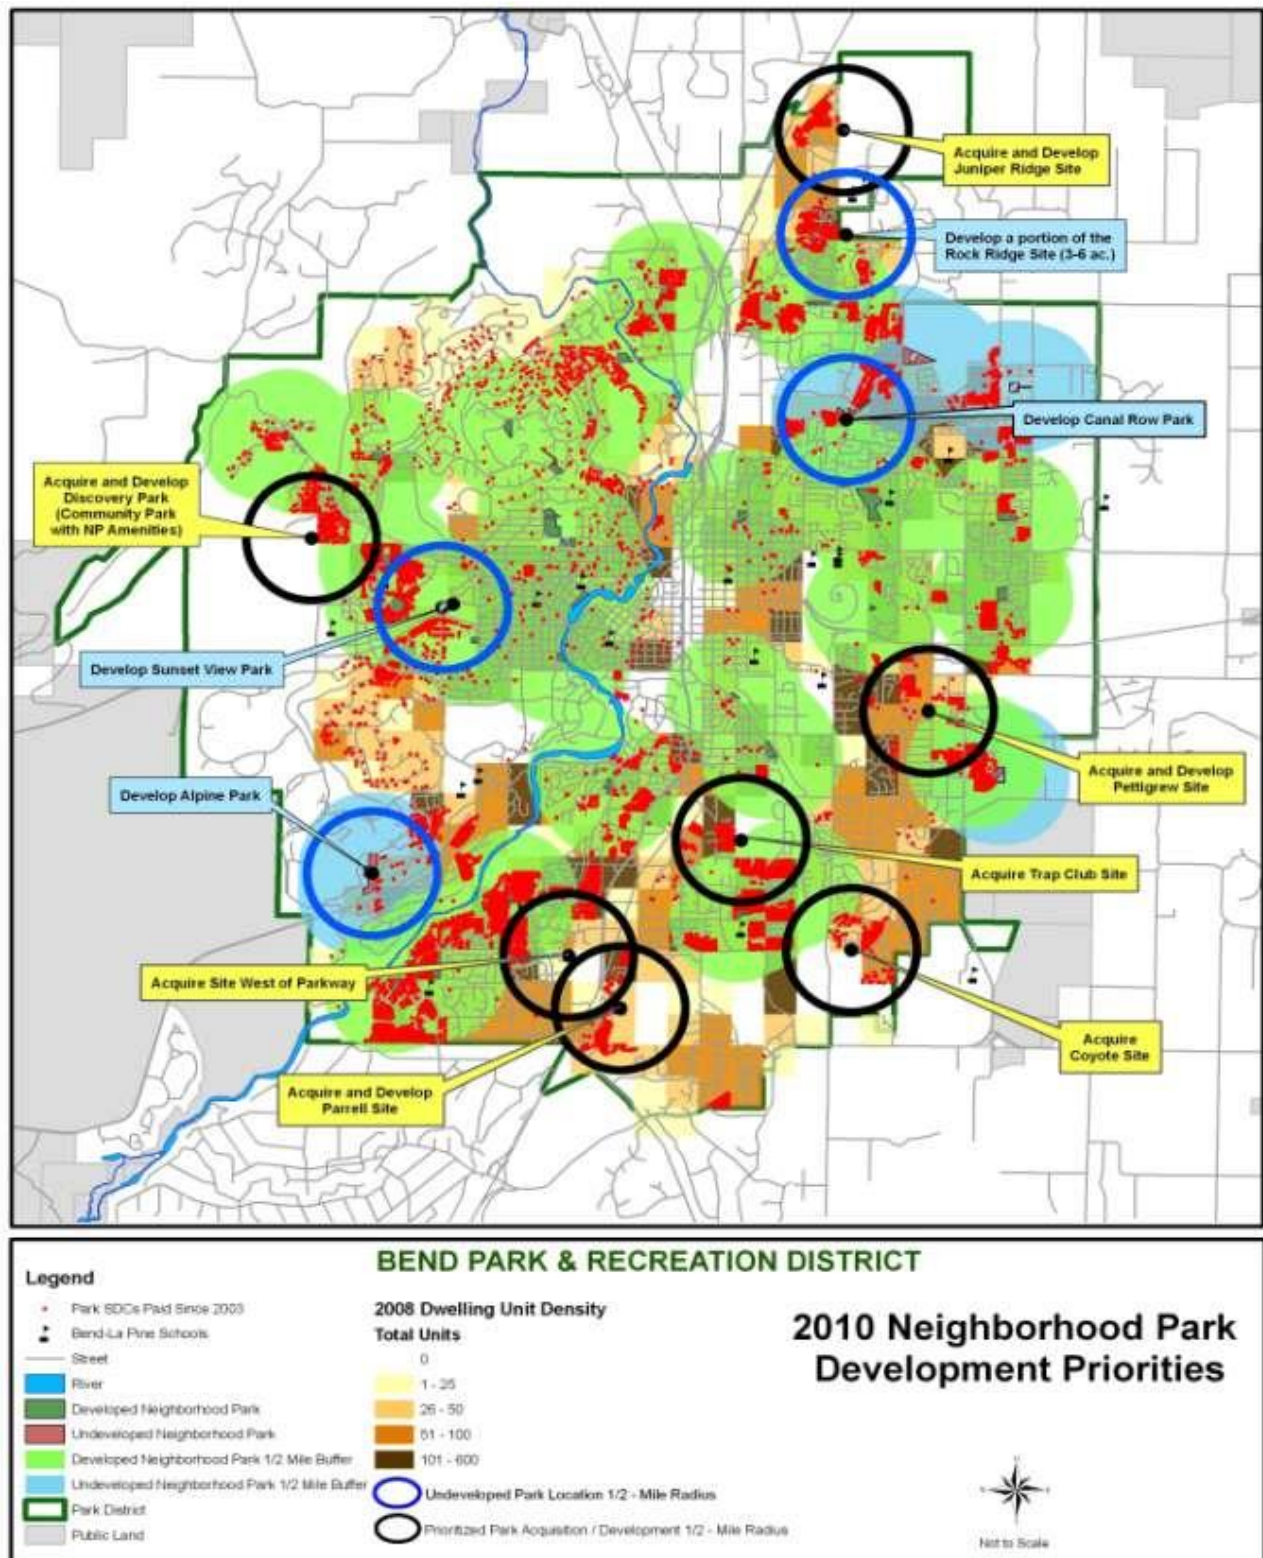 Acquire and Develop
Juniper Ridge Site
Develop a portion of the
Rock Ridge Site (3-6 ac.)
Develop Canal Row Park
Acquire and Develop
Discovery Park
(Community Park
with NP Amenities)
Develop Sunset View Park
Acquire and Develop
Pettigrew Site
Develop Alpine Park
Acquire Trap Club Site
Acquire Site West of Parkway
Acquire
Coyote Site
Acquire and Develop
Parrell Site
BEND PARK & RECREATION DISTRICT
Legend
Park SDCs Paid Since 2003
Bend-La Pine Schools
Street
River
Developed Neighborhood Park
Undeveloped Neighborhood Park
Developed Neighborhood Park 1/2 Mile Buffer
Undeveloped Neighborhood Park 1/2 Mile Buffer
Park District
Public Land
2008 Dwelling Unit Density
Total Units
0
1 - 25
26 - 50
51 - 100
101 - 600
Undeveloped Park Location 1/2 - Mile Radius
Prioritized Park Acquisition / Development 1/2 - Mile Radius
2010 Neighborhood Park
Development Priorities
Not to Scale